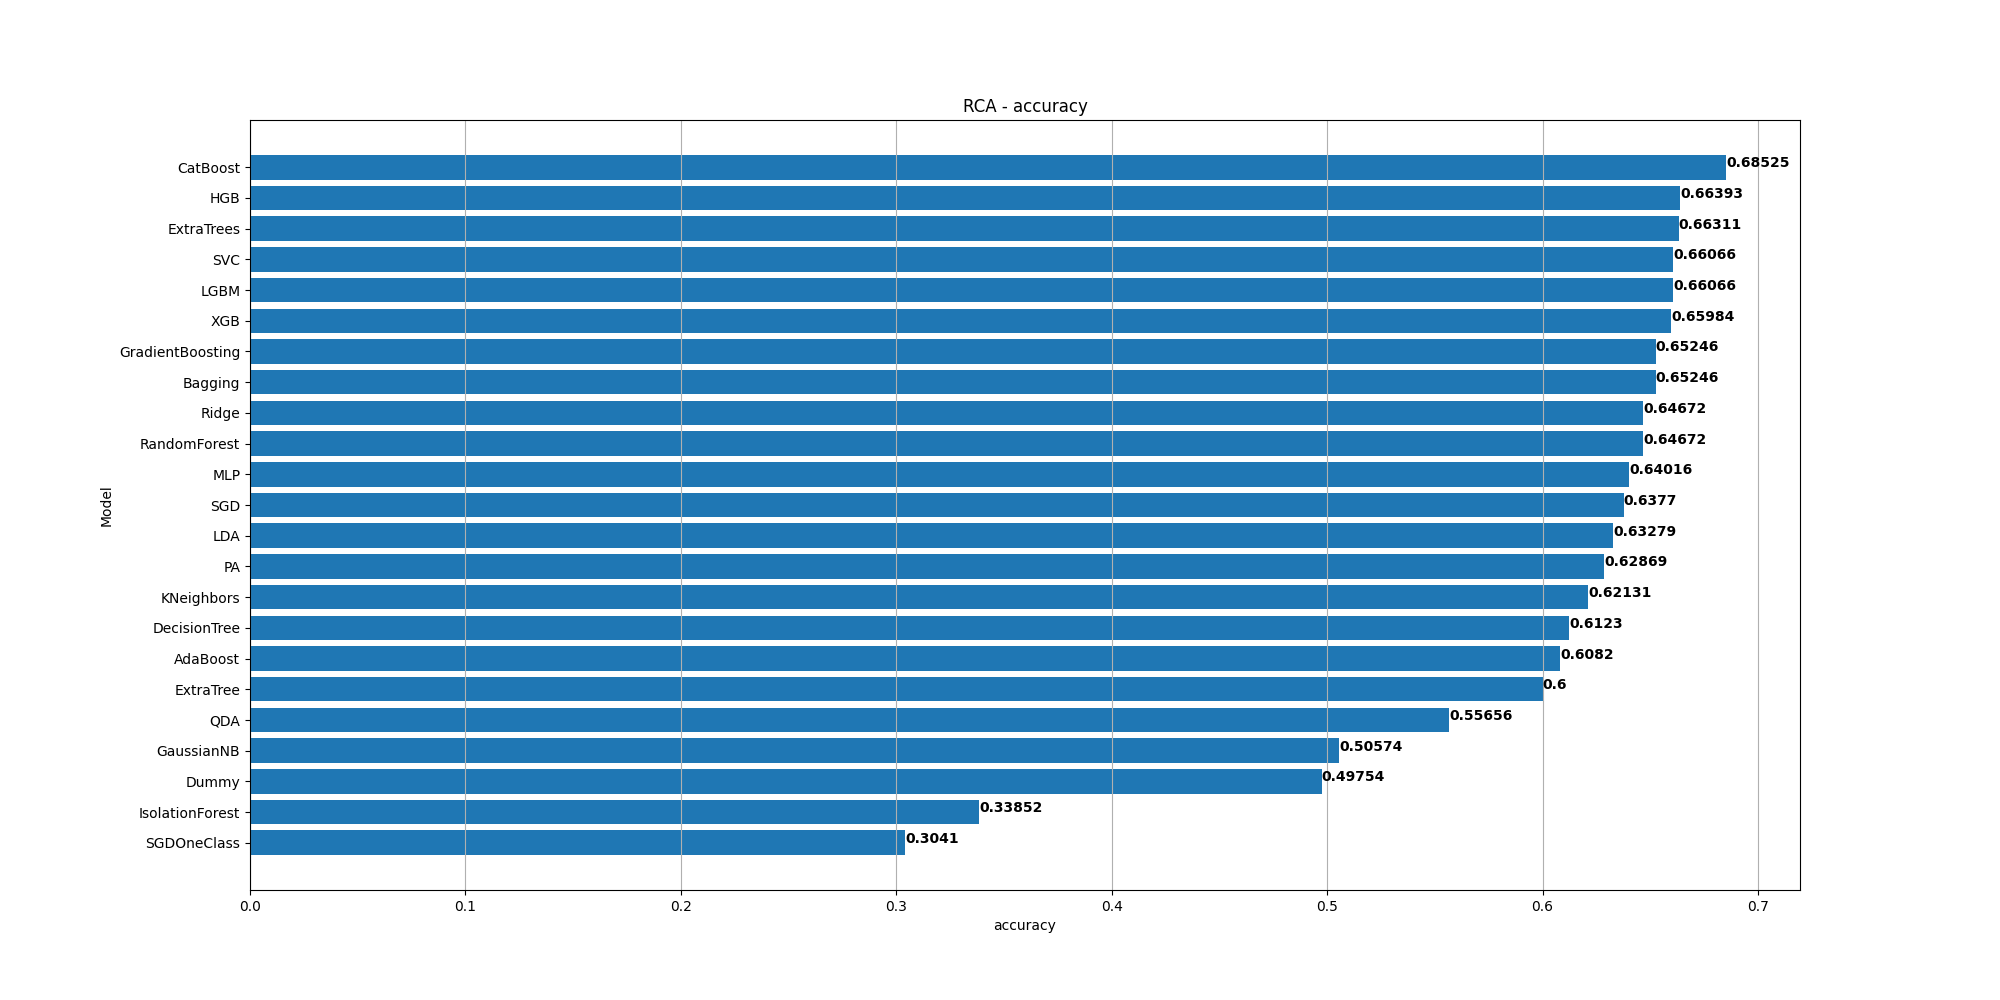 RCA - accuracy
CatBoost 0.68525
HGB 0.66393
ExtraTrees 0.66311
SVC 0.66066
LGBM 0.66066
XGB 0.65984
GradientBoosting 0.65246
Bagging 0.65246
Ridge 0.64672
RandomForest 0.64672
MLP 0.64016
SGD 0.6377
LDA 0.63279
PA 0.62869
KNeighbors 0.62131
DecisionTree 0.6123
AdaBoost 0.6082
ExtraTree 0.6
QDA 0.55656
GaussianNB 0.50574
Dummy 0.49754
IsolationForest 0.33852
SGDOneClass 0.3041
Model
0.0 0.1 0.2 0.3 0.4 0.5 0.6 0.7
accuracy